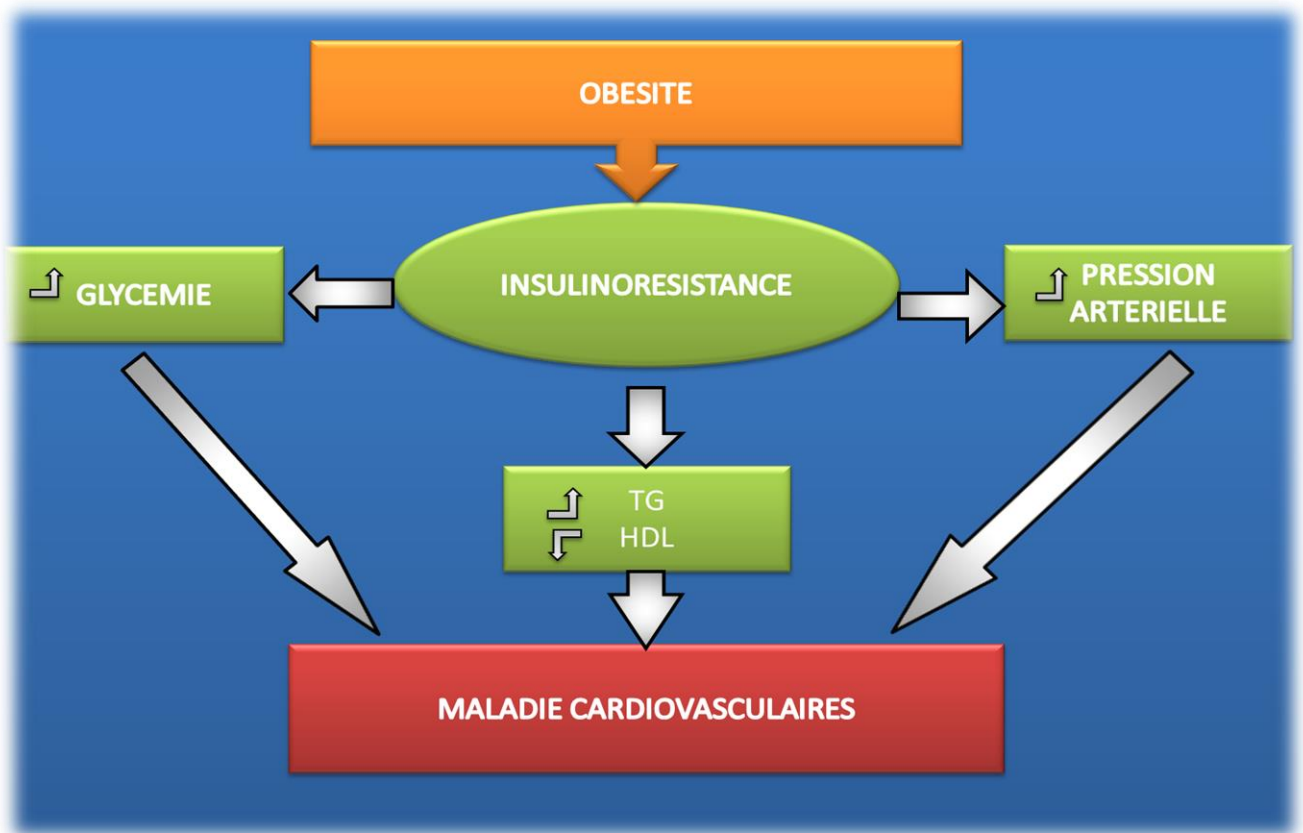 OBESITE
INSULINORESISTANCE
GLYCEMIE
PRESSION
ARTERIELLE
TG
HDL
MALADIE CARDIOVASCULAIRES